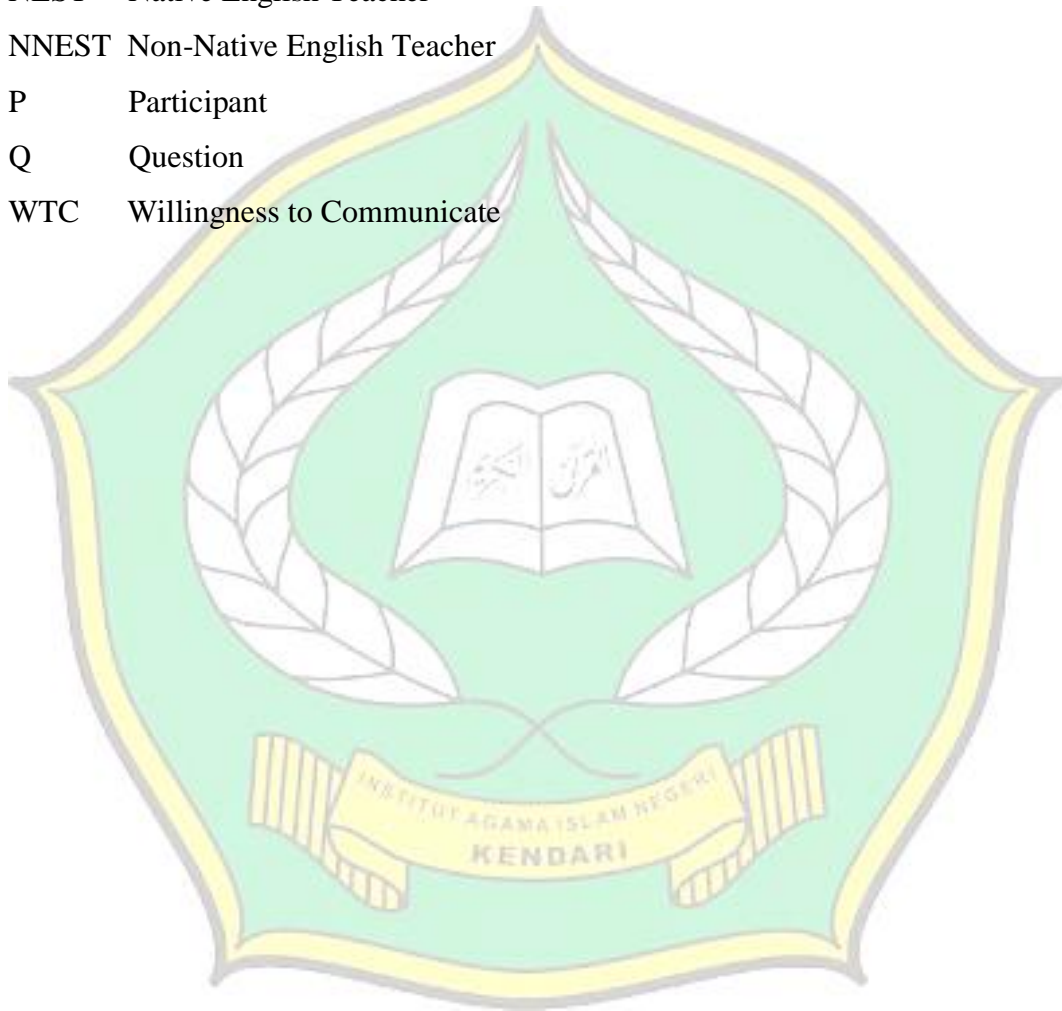 NEST Native English Teacher
NNEST Non-Native English Teacher
P Participant
Q Question
WTC Willingness to Communicate
INSTITUT AGAMA ISLAM NEGERI
KENDARI